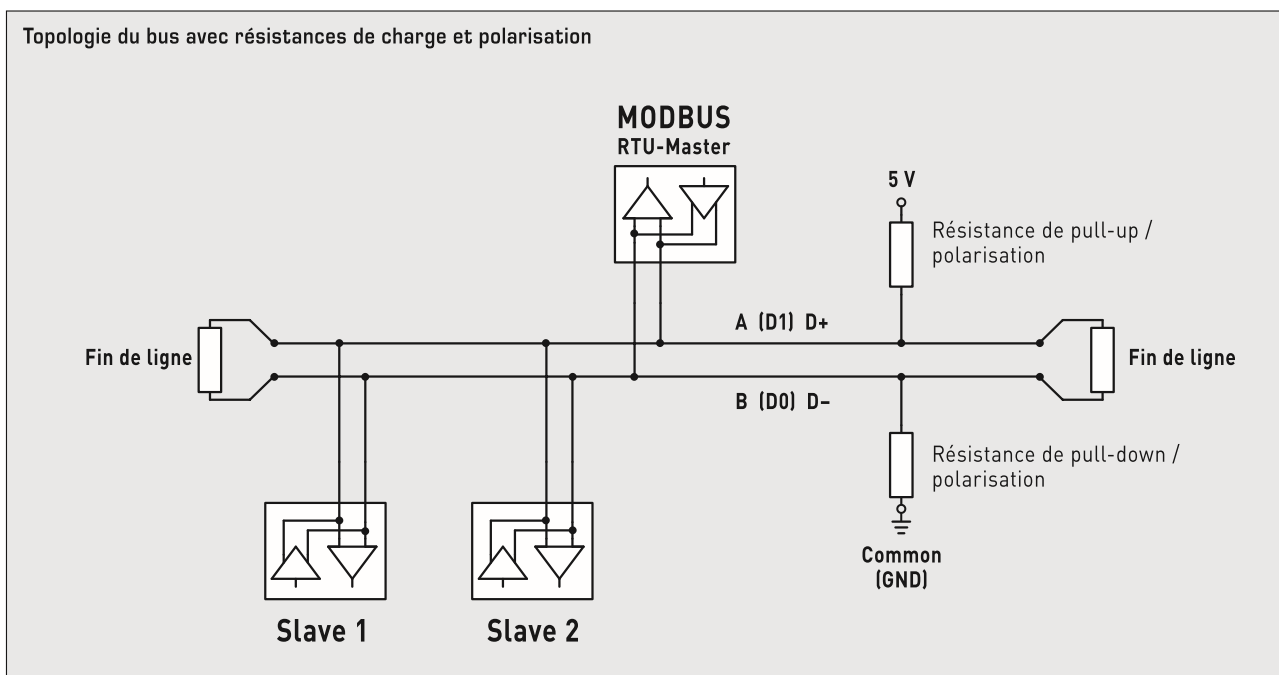 Topologie du bus avec résistances de charge et polarisation
MODBUS
RTU-Master
5 V
Résistance de pull-up /
polarisation
A (D1) D+
Fin de ligne
Fin de ligne
B (D0) D–
Résistance de pull-down /
polarisation
Common
(GND)
Slave 1
Slave 2